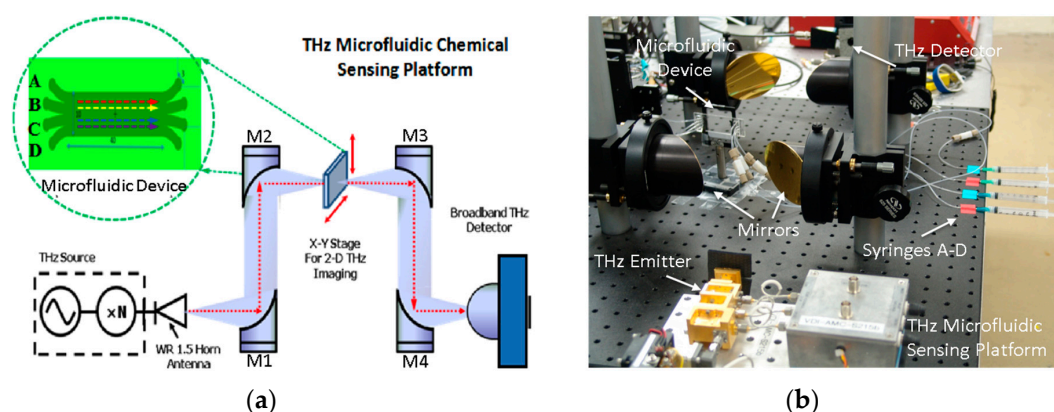 THz Microfluidic Chemical
Sensing Platform
A
B
C
D
Microfluidic Device
M2
M3
X-Y Stage
For 2-D THz
Imaging
Broadband THz
Detector
THz Source
×N
WR 1.5 Horn
Antenna
M1
M4
(a)
Microfluidic
Device
THz Detector
Mirrors
Syringes A-D
THz Emitter
THz Microfluidic
Sensing Platform
(b)